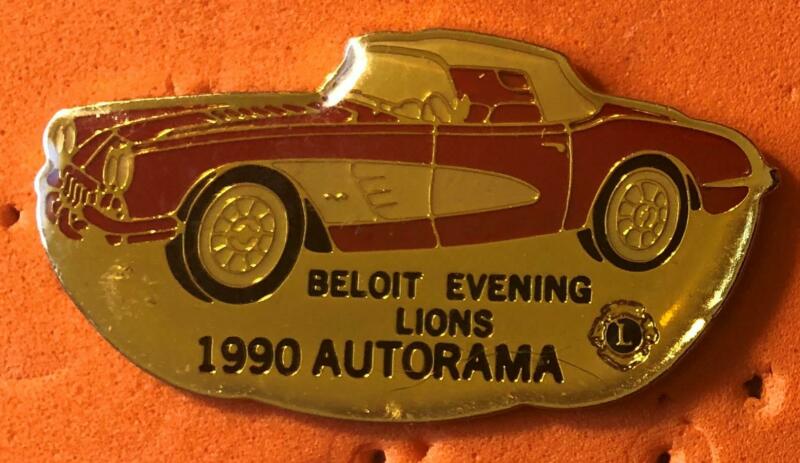 BELOIT EVENING
LIONS
1990 AUTORAMA
L